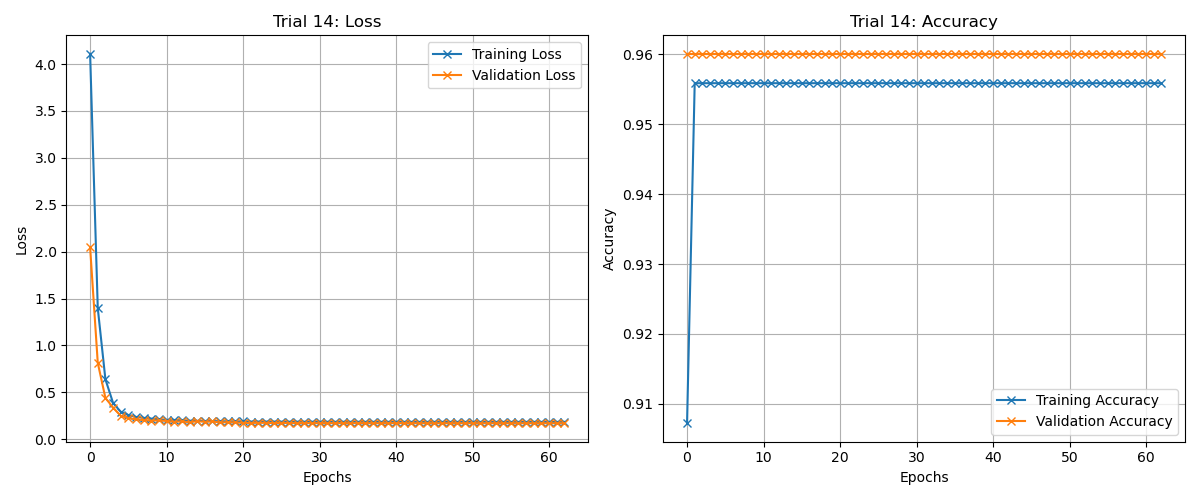 Trial 14: Loss
4.0
3.5
3.0
2.5
2.0
1.5
1.0
0.5
0.0
Loss
0 10 20 30 40 50 60
Epochs
Training Loss
Validation Loss
Trial 14: Accuracy
0.96
0.95
0.94
0.93
0.92
0.91
Accuracy
0 10 20 30 40 50 60
Epochs
Training Accuracy
Validation Accuracy